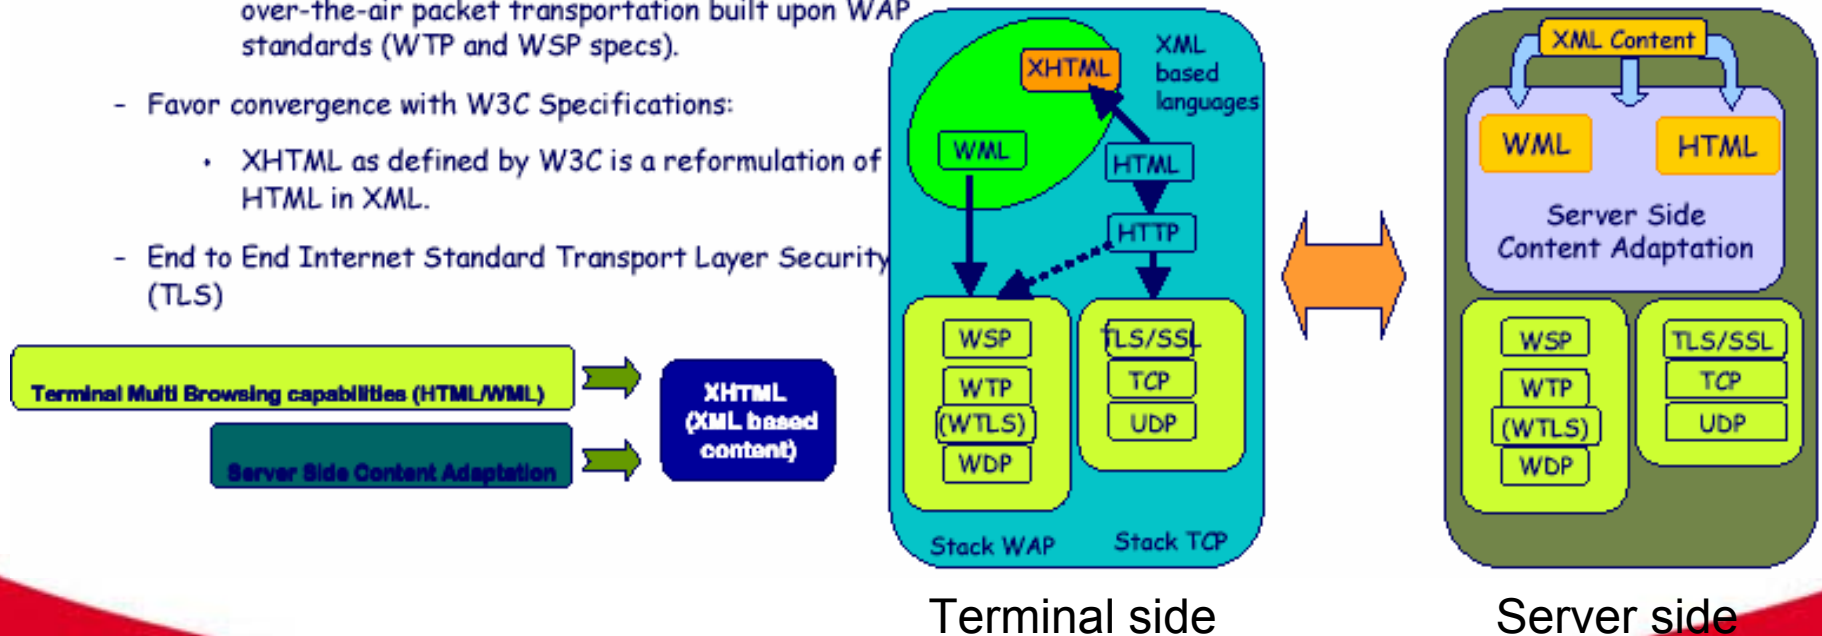 over-the-air packet transportation built upon WAP
standards (WTP and WSP specs).
- Favor convergence with W3C Specifications:
• XHTML as defined by W3C is a reformulation of
HTML in XML.
- End to End Internet Standard Transport Layer Security
(TLS)
Terminal Multi Browsing capabilities (HTML/WML)
Server Side Content Adaptation
XHTML
(XML based
content)
XHTML
XML
based
languages
WML
HTML
HTTP
WSP
WTP
(WTLS)
WDP
TLS/SSL
TCP
UDP
Stack WAP
Stack TCP
Terminal side
XML Content
WML
HTML
Server Side
Content Adaptation
WSP
WTP
(WTLS)
WDP
TLS/SSL
TCP
UDP
Server side